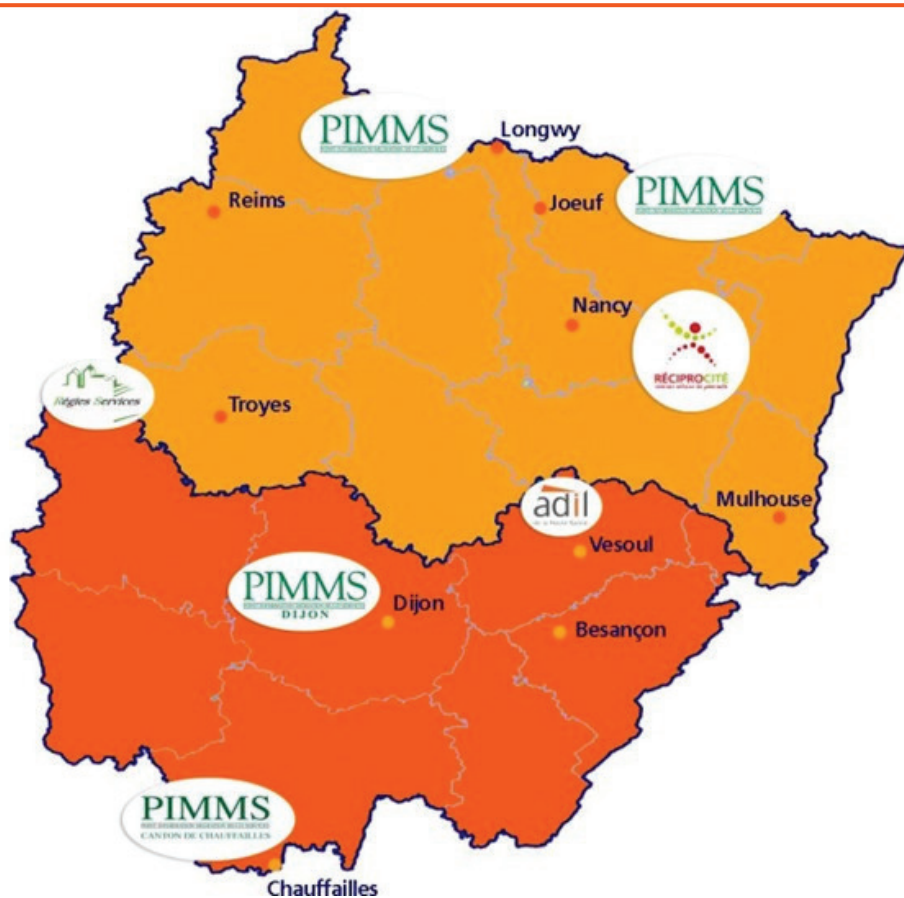 PIMMS
Longwy
PIMMS
Reims
Joeuf
Nancy
RÉCIPROCITÉ
Régies Services
Troyes
adil
Mulhouse
Vesoul
PIMMS
DIJON
Dijon
Besançon
PIMMS
CANTON DE CHAUFFAILLES
Chauffailles